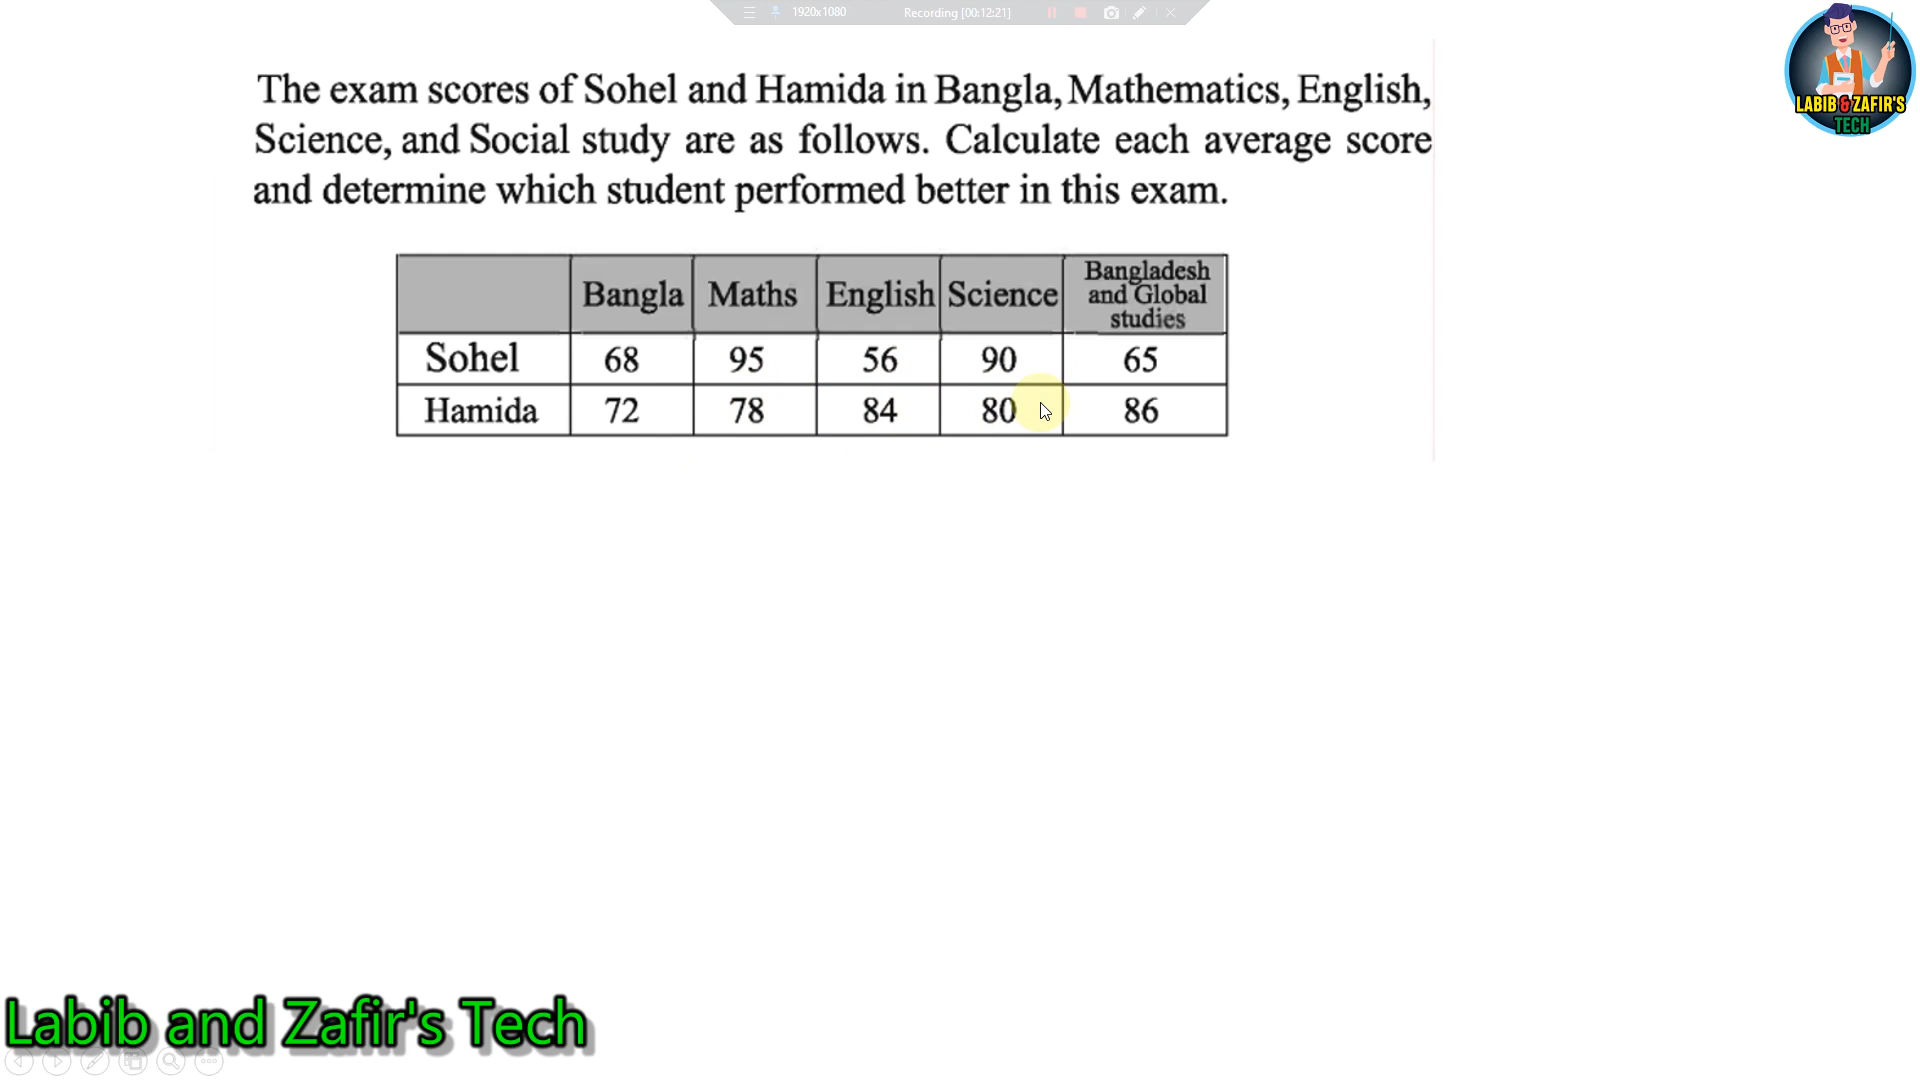 1920x1080 Recording [00:12:21]
LABIB & ZAFIR'S
TECH
The exam scores of Sohel and Hamida in Bangla, Mathematics, English,
Science, and Social study are as follows. Calculate each average score
and determine which student performed better in this exam.
Bangla Maths English Science Bangladesh and Global studies
Sohel 68 95 56 90 65
Hamida 72 78 84 80 86
Labib and Zafir's Tech